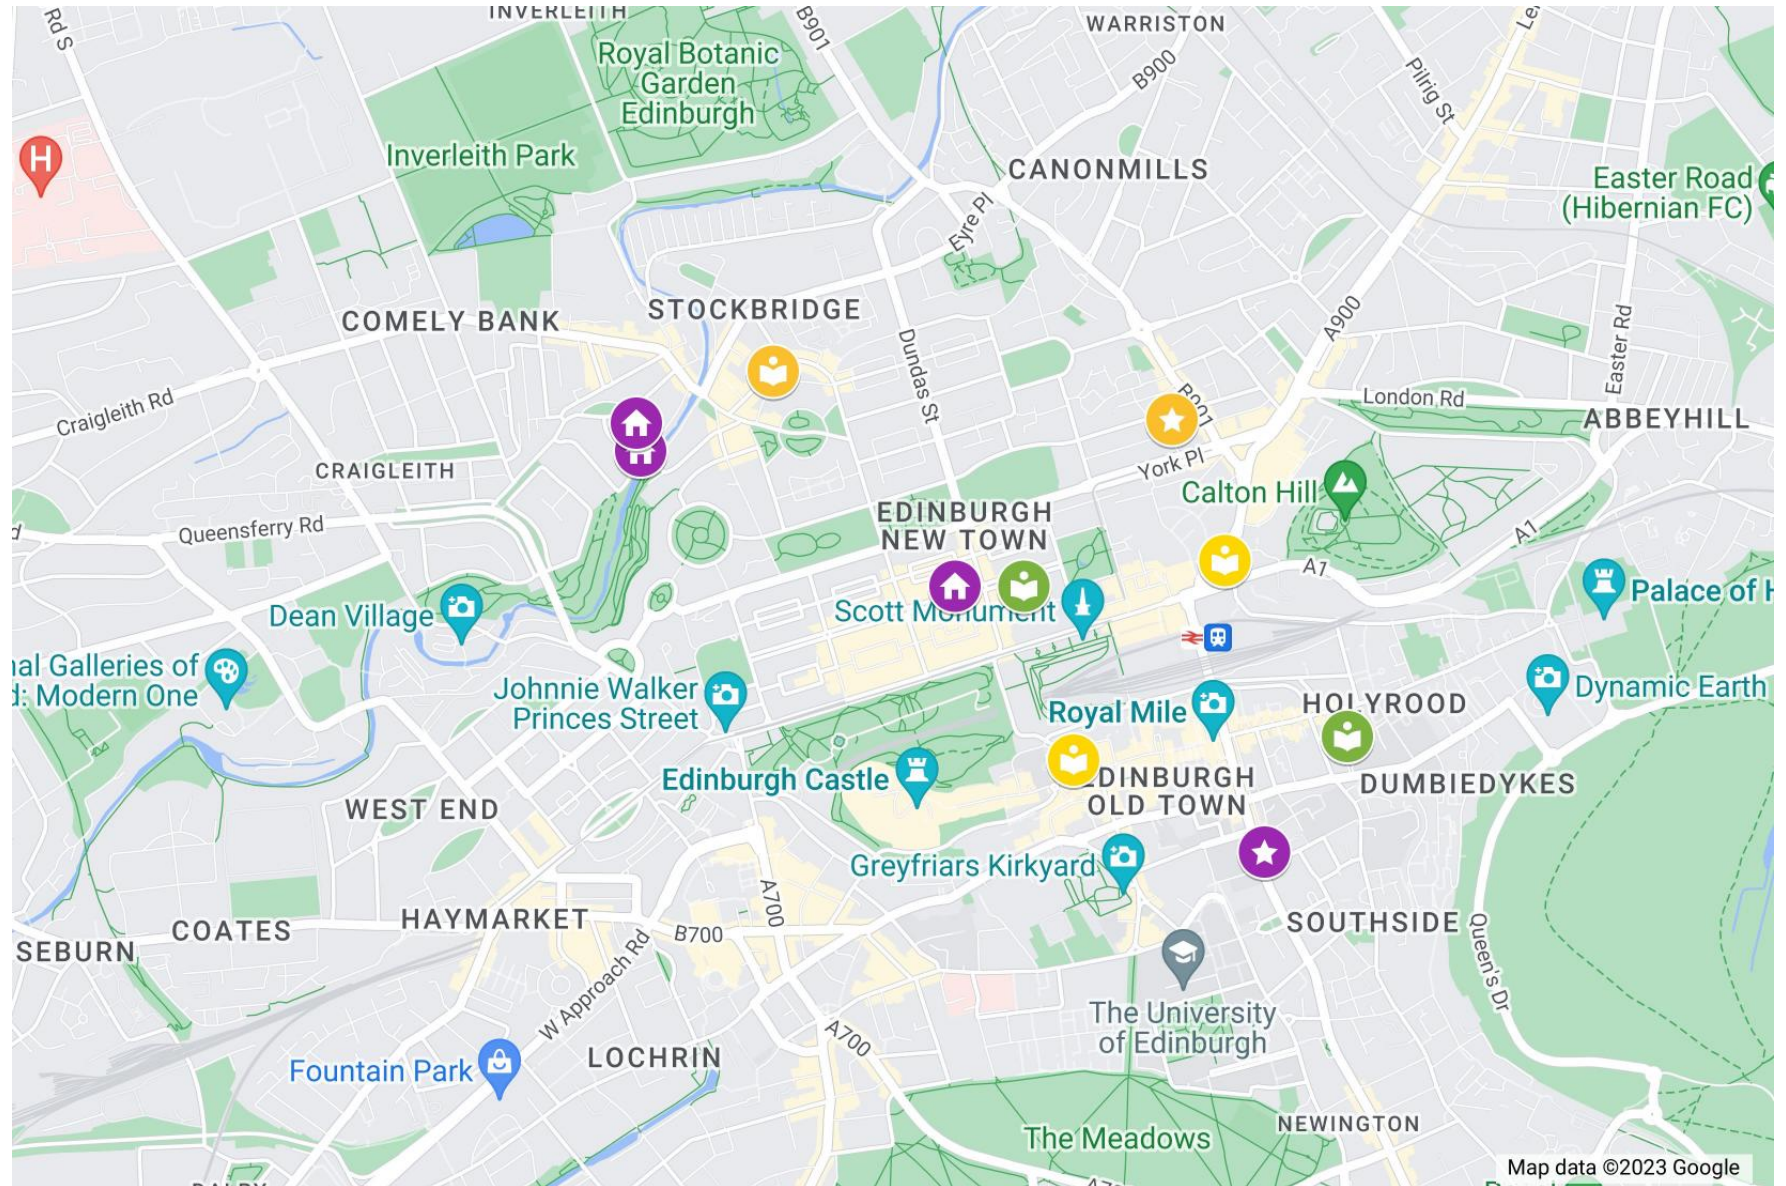 INVERLEITH
WARRISTON
Rd S
B901
Royal Botanic
Garden
Edinburgh
B900
Pilrig St
H
Inverleith Park
CANONMILLS
Easter Road
(Hibernian FC)
Eyre Pl
COMELY BANK
STOCKBRIDGE
A900
Easter Rd
Dundas St
Craigleith Rd
B901
London Rd
ABBEYHILL
CRAIGLEITH
York Pl
Calton Hill
Queensferry Rd
EDINBURGH
NEW TOWN
A1
A1
Dean Village
Scott Monument
Palace of H
nal Galleries of
d: Modern One
Johnnie Walker
Princes Street
Royal Mile
HOLYROOD
Dynamic Earth
Edinburgh Castle
EDINBURGH
OLD TOWN
DUMBIEDYKES
WEST END
Greyfriars Kirkyard
A700
COATES
HAYMARKET
B700
SOUTHSIDE
SEBURN
Queen's Dr
W Approach Rd
The University
of Edinburgh
A700
LOCHRIN
Fountain Park
The Meadows
NEWINGTON
Map data ©2023 Google